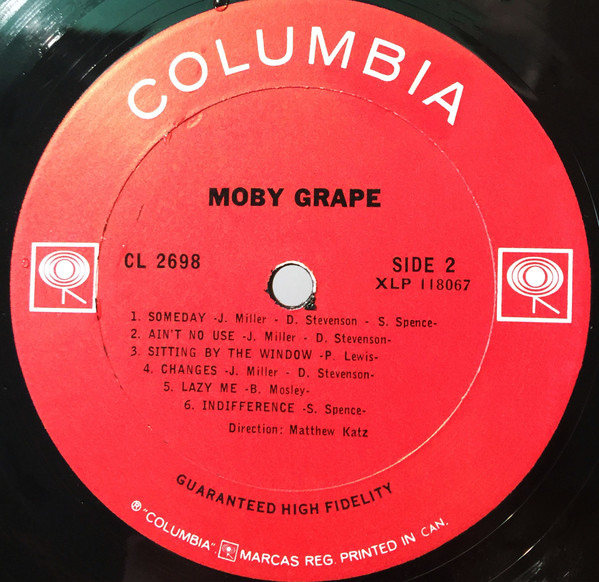 COLUMBIA
MOBY GRAPE
CL 2698
SIDE 2
XLP 118067
1. SOMEDAY -J. Miller - D. Stevenson - S. Spence-
2. AIN'T NO USE -J. Miller - D. Stevenson-
3. SITTING BY THE WINDOW -P. Lewis-
4. CHANGES -J. Miller - D. Stevenson-
5. LAZY ME -B. Mosley-
6. INDIFFERENCE -S. Spence-
Direction: Matthew Katz
GUARANTEED HIGH FIDELITY
® "COLUMBIA", MARCAS REG. PRINTED IN CAN.